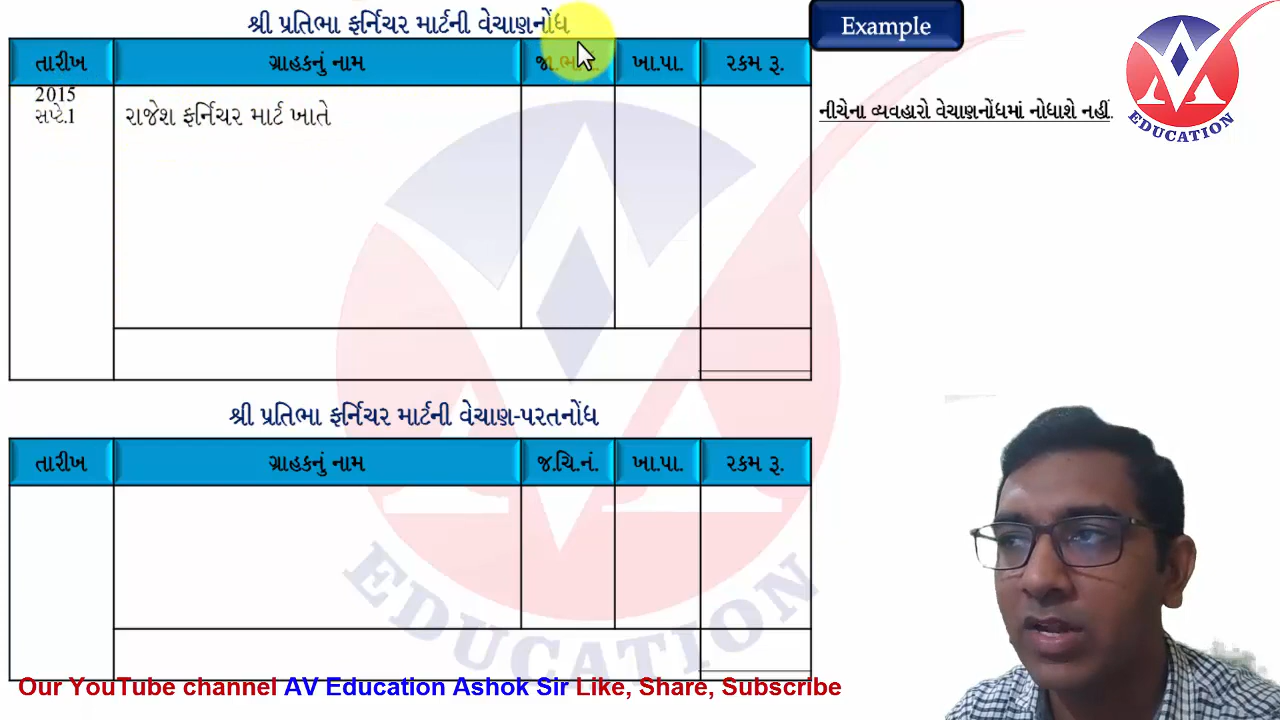 શ્રી પ્રતિભા ફર્નિચર માર્ટની વેચાણનોંધ
Example
તારીખ ગ્રાહકનું નામ ખા.પા. રકમ રૂ.
2015
સપ્ટે.1 રાજેશ ફર્નિચર માર્ટ ખાતે
નીચેના વ્યવહારો વેચાણનોંધમાં નોધાશે નહીં.
EDUCATION
શ્રી પ્રતિભા ફર્નિચર માર્ટની વેચાણ-પરતનોંધ
તારીખ ગ્રાહકનું નામ જ.ચિ.નં. ખા.પા. રકમ રૂ.
EDUCATION
Our YouTube channel AV Education Ashok Sir Like, Share, Subscribe